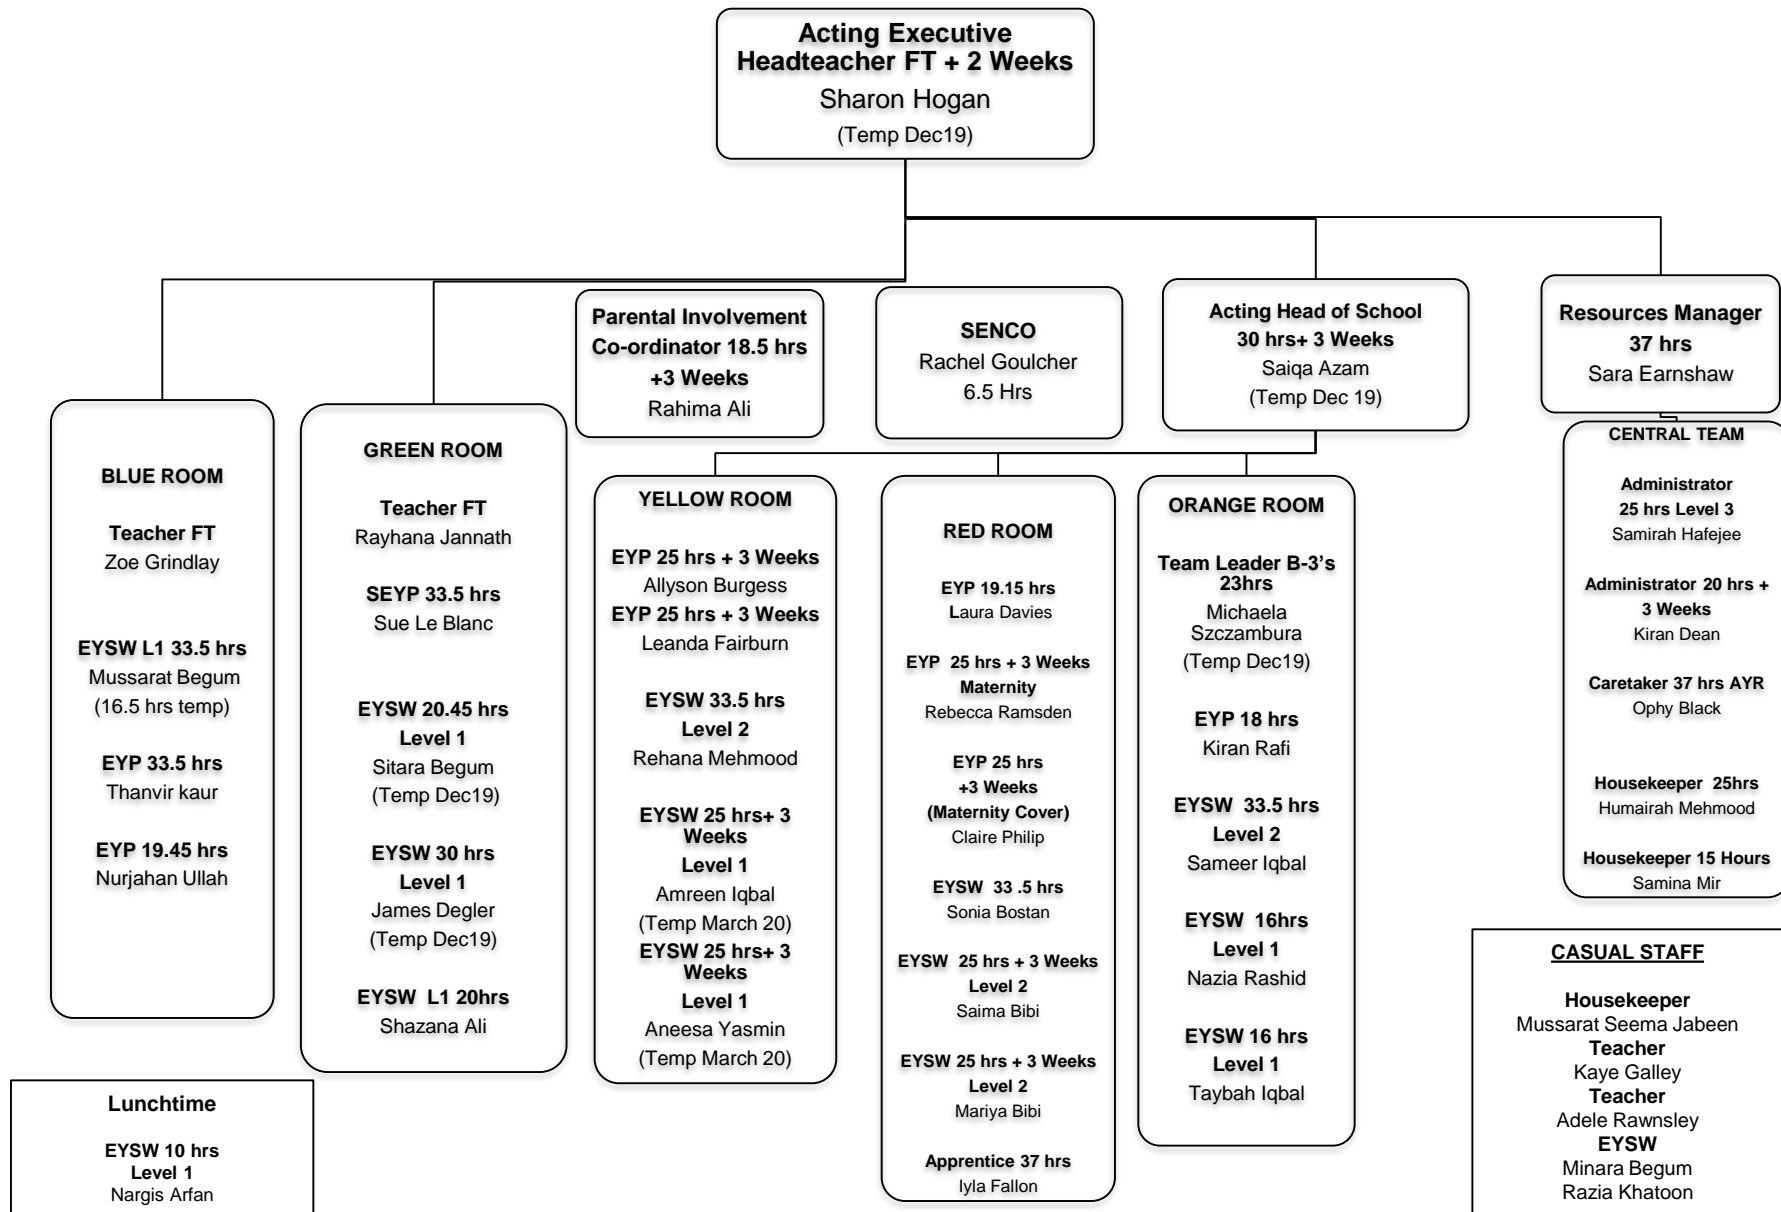 Acting Executive
Headteacher FT + 2 Weeks
Sharon Hogan
(Temp Dec19)
Parental Involvement
Co-ordinator 18.5 hrs
+3 Weeks
Rahima Ali
SENCO
Rachel Goulcher
6.5 Hrs
Acting Head of School
30 hrs+ 3 Weeks
Saiqa Azam
(Temp Dec 19)
Resources Manager
37 hrs
Sara Earnshaw
BLUE ROOM
Teacher FT
Zoe Grindlay
EYSW L1 33.5 hrs
Mussarat Begum
(16.5 hrs temp)
EYP 33.5 hrs
Thanvir kaur
EYP 19.45 hrs
Nurjahan Ullah
GREEN ROOM
Teacher FT
Rayhana Jannath
SEYP 33.5 hrs
Sue Le Blanc
EYSW 20.45 hrs
Level 1
Sitara Begum
(Temp Dec19)
EYSW 30 hrs
Level 1
James Degler
(Temp Dec19)
EYSW L1 20hrs
Shazana Ali
YELLOW ROOM
EYP 25 hrs + 3 Weeks
Allyson Burgess
EYP 25 hrs + 3 Weeks
Leanda Fairburn
EYSW 33.5 hrs
Level 2
Rehana Mehmood
EYSW 25 hrs+ 3
Weeks
Level 1
Amreen Iqbal
(Temp March 20)
EYSW 25 hrs+ 3
Weeks
Level 1
Aneesa Yasmin
(Temp March 20)
RED ROOM
EYP 19.15 hrs
Laura Davies
EYP 25 hrs + 3 Weeks
Maternity
Rebecca Ramsden
EYP 25 hrs
+3 Weeks
(Maternity Cover)
Claire Philip
EYSW 33 .5 hrs
Sonia Bostan
EYSW 25 hrs + 3 Weeks
Level 2
Saima Bibi
EYSW 25 hrs + 3 Weeks
Level 2
Mariya Bibi
Apprentice 37 hrs
Iyla Fallon
ORANGE ROOM
Team Leader B-3’s
23hrs
Michaela
Szczambura
(Temp Dec19)
EYP 18 hrs
Kiran Rafi
EYSW 33.5 hrs
Level 2
Sameer Iqbal
EYSW 16hrs
Level 1
Nazia Rashid
EYSW 16 hrs
Level 1
Taybah Iqbal
CENTRAL TEAM
Administrator
25 hrs Level 3
Samirah Hafejee
Administrator 20 hrs +
3 Weeks
Kiran Dean
Caretaker 37 hrs AYR
Ophy Black
Housekeeper 25hrs
Humairah Mehmood
Housekeeper 15 Hours
Samina Mir
Lunchtime
EYSW 10 hrs
Level 1
Nargis Arfan
CASUAL STAFF
Housekeeper
Mussarat Seema Jabeen
Teacher
Kaye Galley
Teacher
Adele Rawnsley
EYSW
Minara Begum
Razia Khatoon